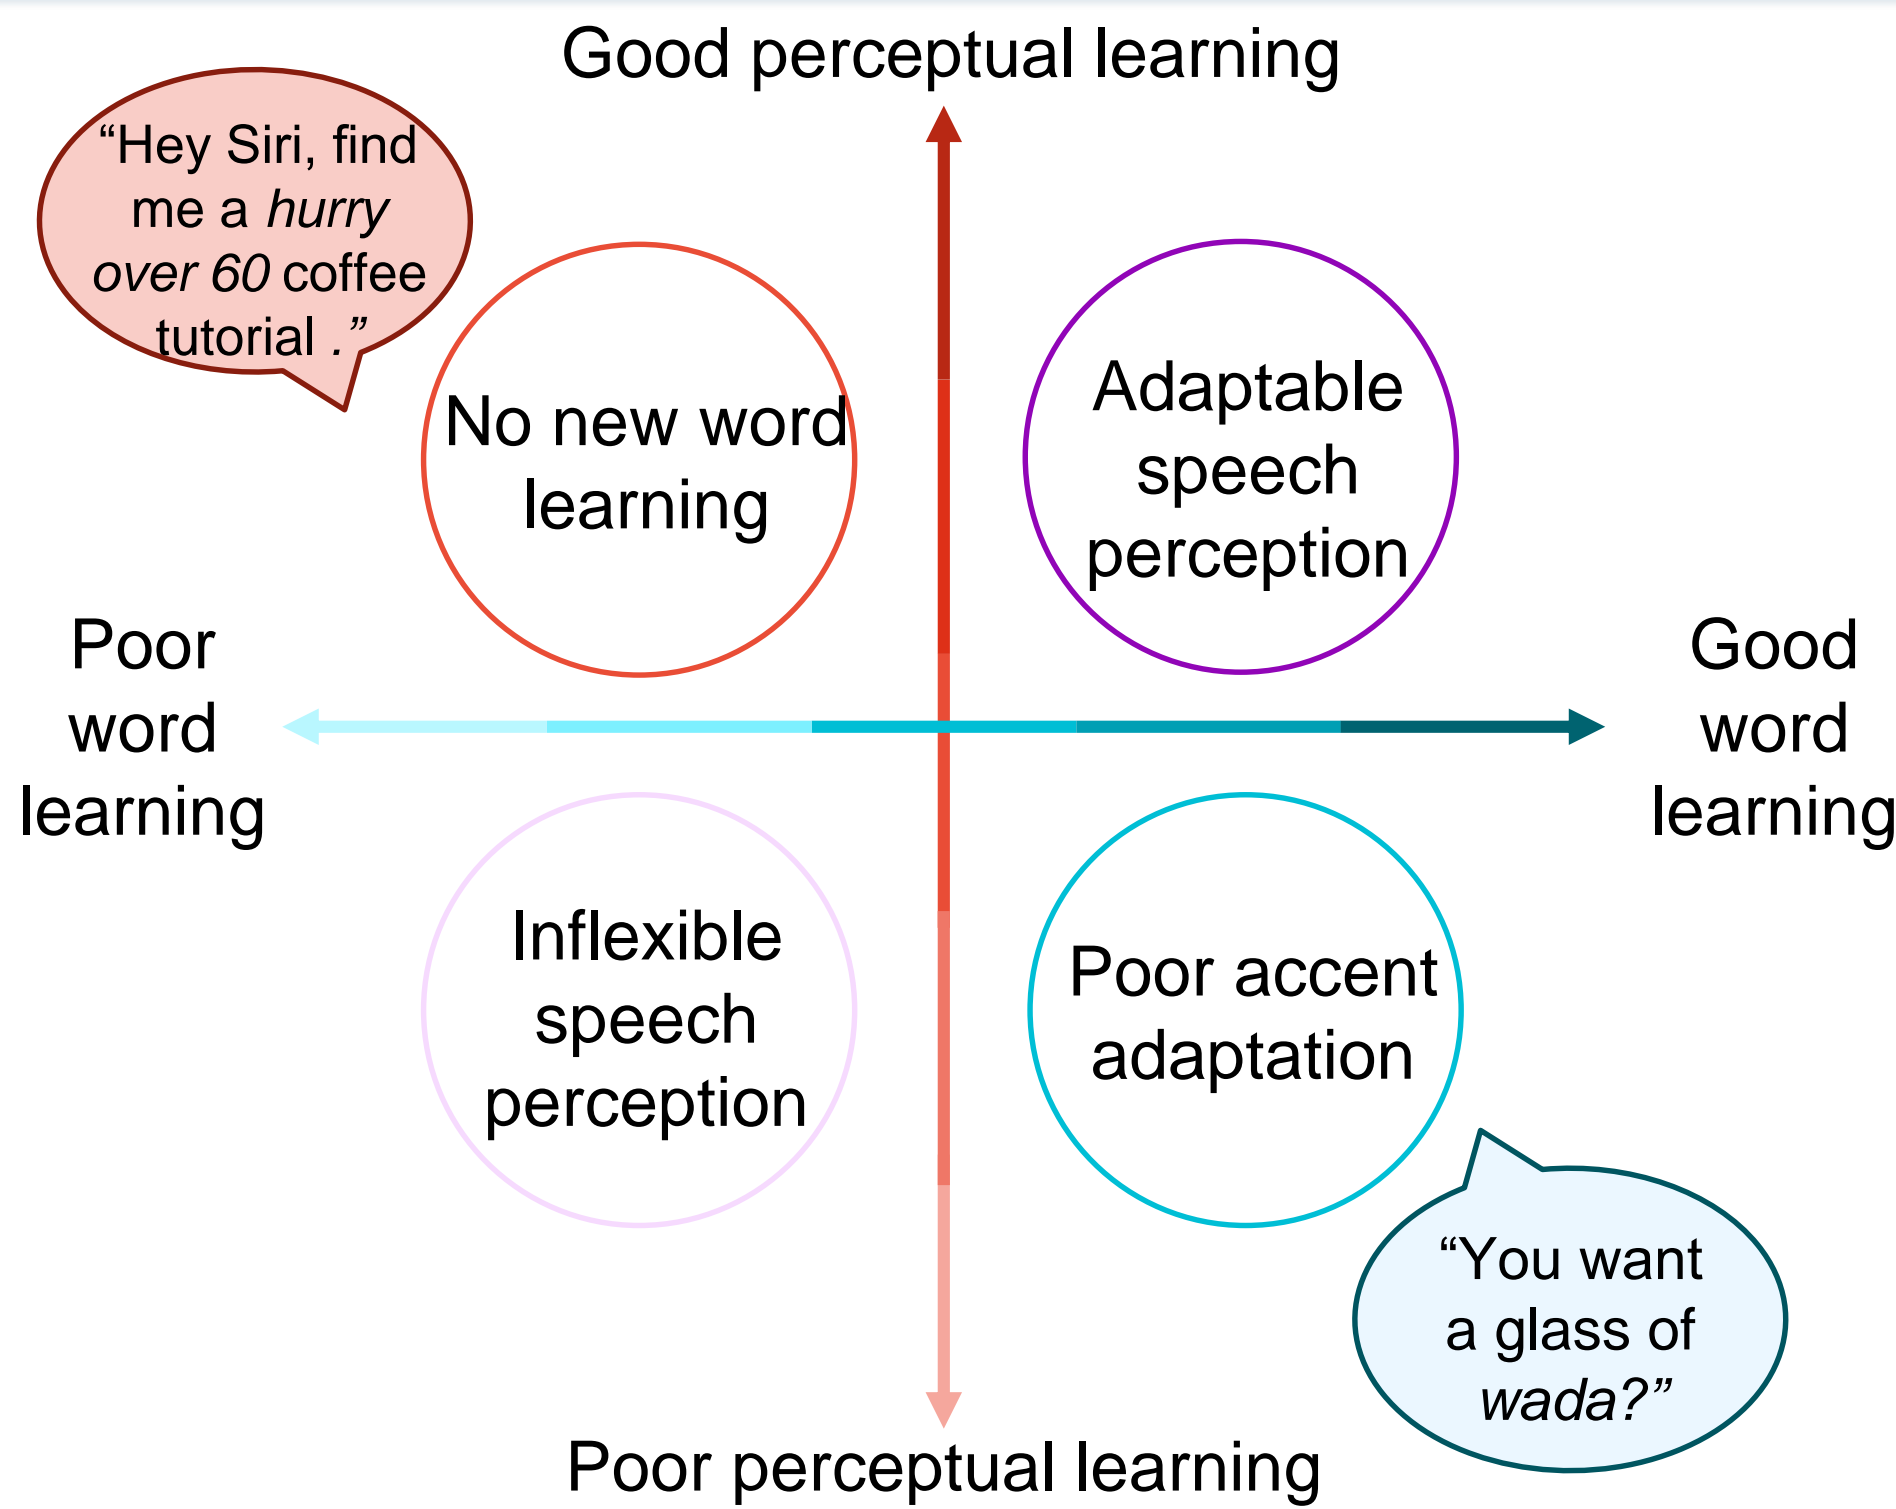 Good perceptual learning
“Hey Siri, find
me a hurry
over 60 coffee
tutorial .”
No new word
learning
Adaptable
speech
perception
Poor
word
learning
Good
word
learning
Inflexible
speech
perception
Poor accent
adaptation
“You want
a glass of
wada?”
Poor perceptual learning